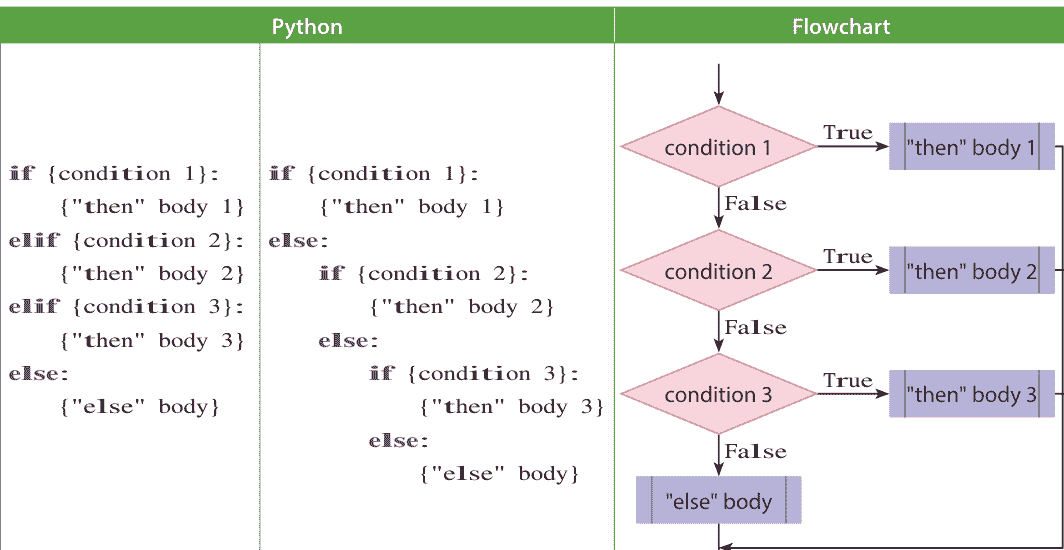 Python
Flowchart
if {condition 1}:
    {"then" body 1}
elif {condition 2}:
    {"then" body 2}
elif {condition 3}:
    {"then" body 3}
else:
    {"else" body}
if {condition 1}:
    {"then" body 1}
else:
    if {condition 2}:
        {"then" body 2}
    else:
        if {condition 3}:
            {"then" body 3}
        else:
            {"else" body}
condition 1
True
"then" body 1
False
condition 2
True
"then" body 2
False
condition 3
True
"then" body 3
False
"else" body